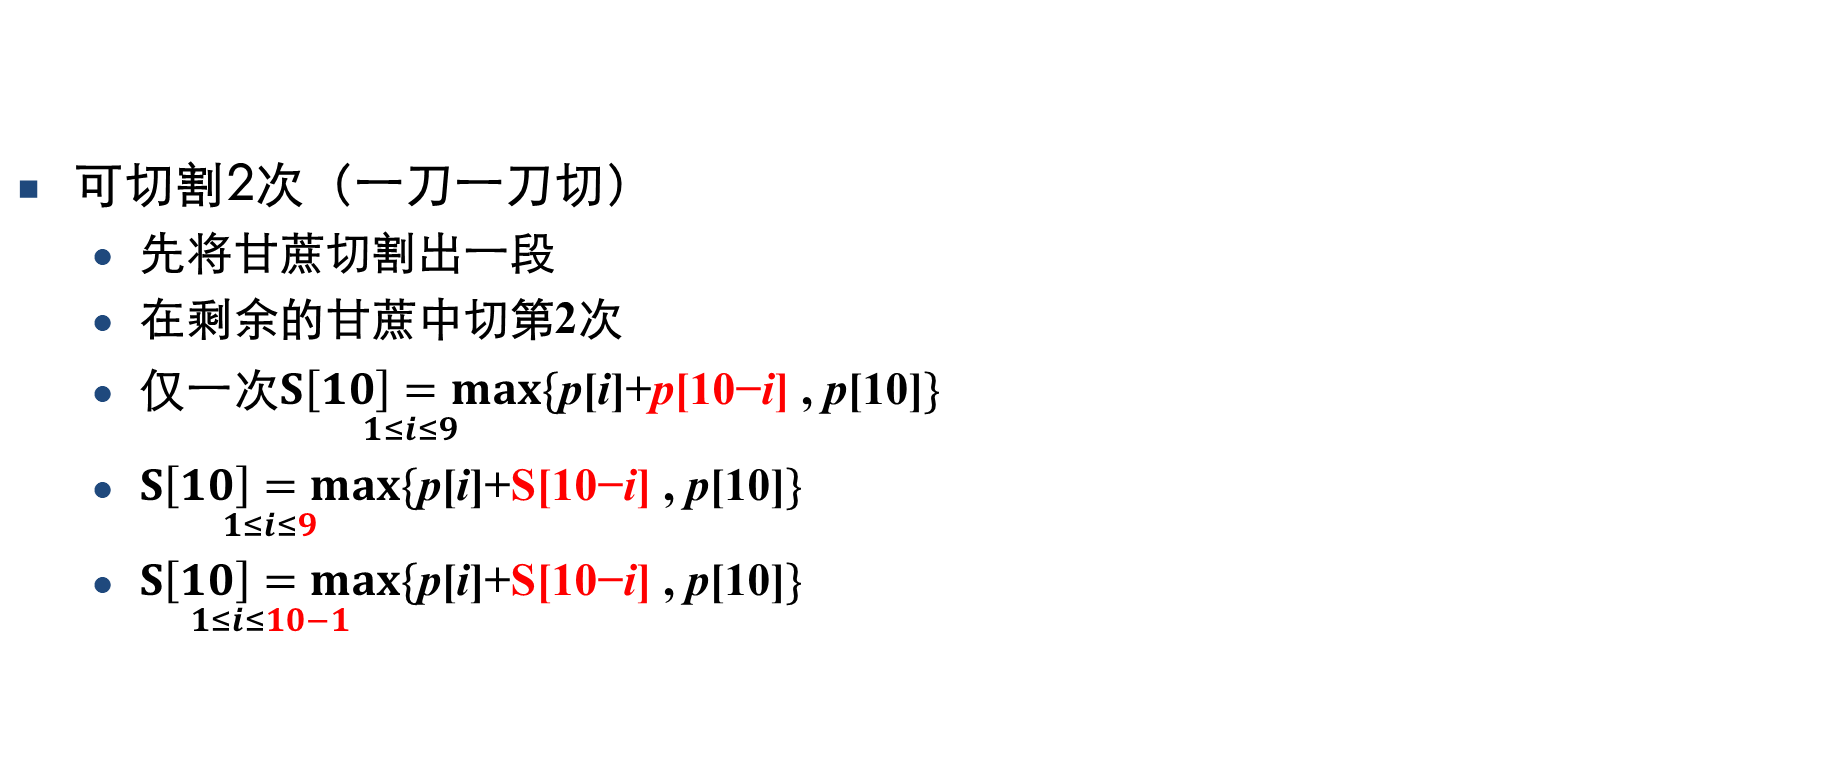 可切割2次（一刀一刀切）
先将甘蔗切割出一段
在剩余的甘蔗中切第2次
仅一次S[10] = max{p[i]+p[10−i] , p[10]}
1≤i≤9
S[10] = max{p[i]+S[10−i] , p[10]}
1≤i≤9
S[10] = max{p[i]+S[10−i] , p[10]}
1≤i≤10−1